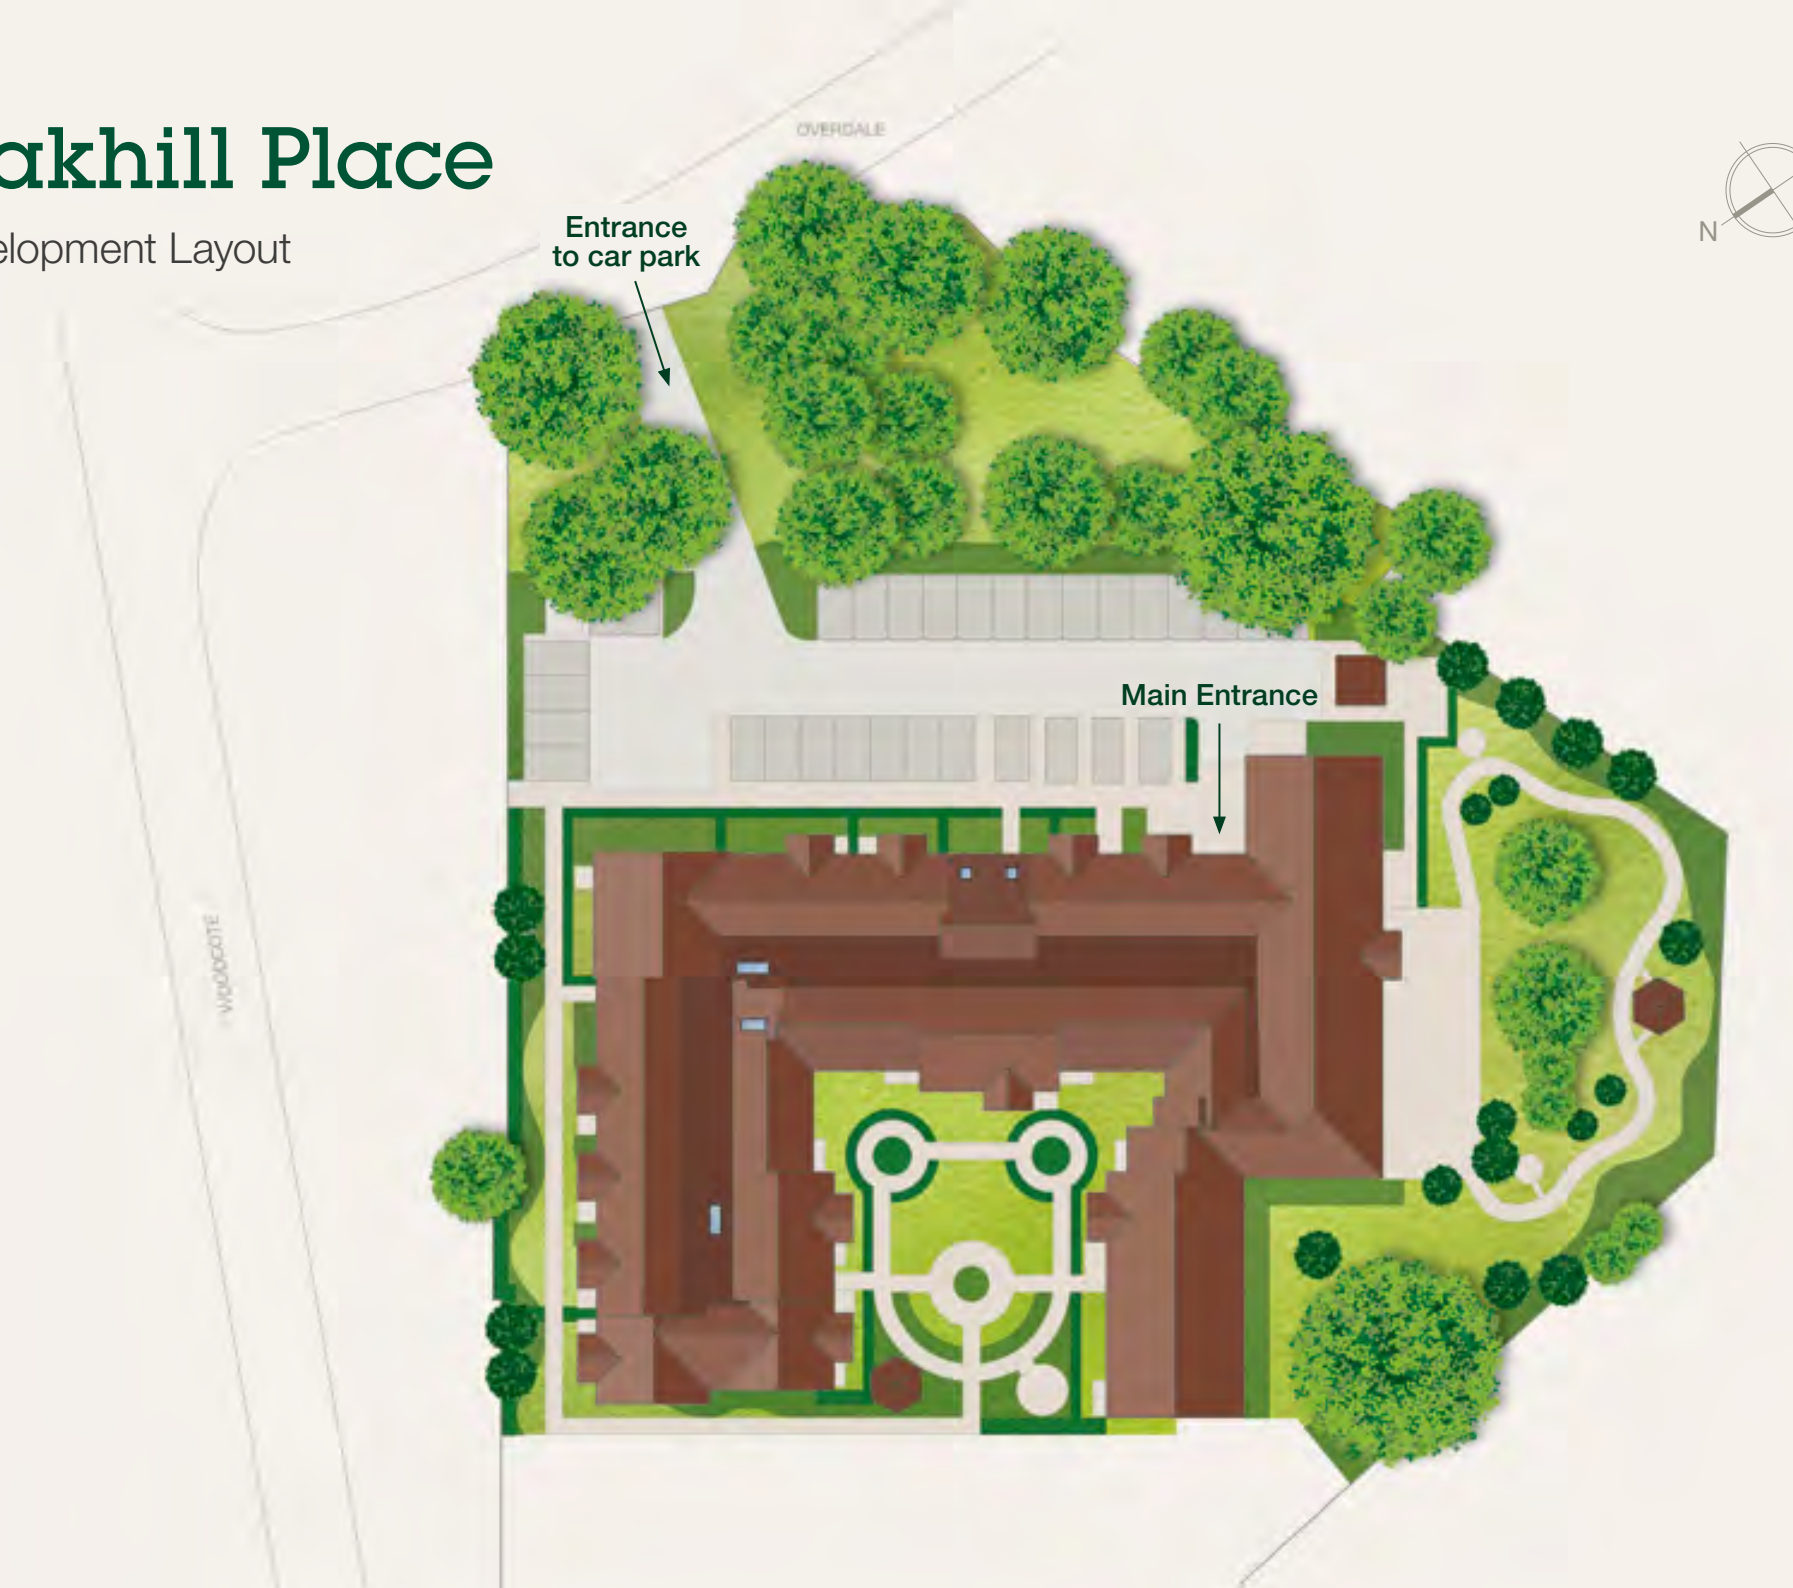 akhill Place
elopment Layout
OVERDALE
Entrance
to car park
N
Main Entrance
WOODCOTE